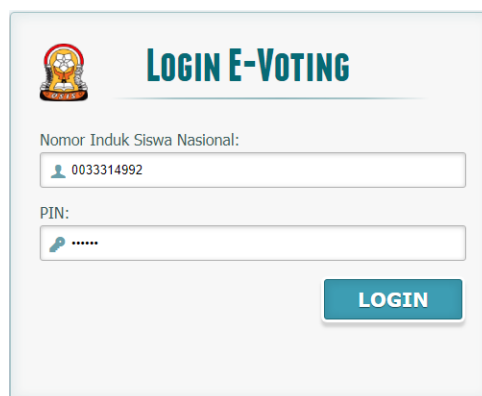 LOGIN E-VOTING
Nomor Induk Siswa Nasional:
0033314992
PIN:
••••••
LOGIN